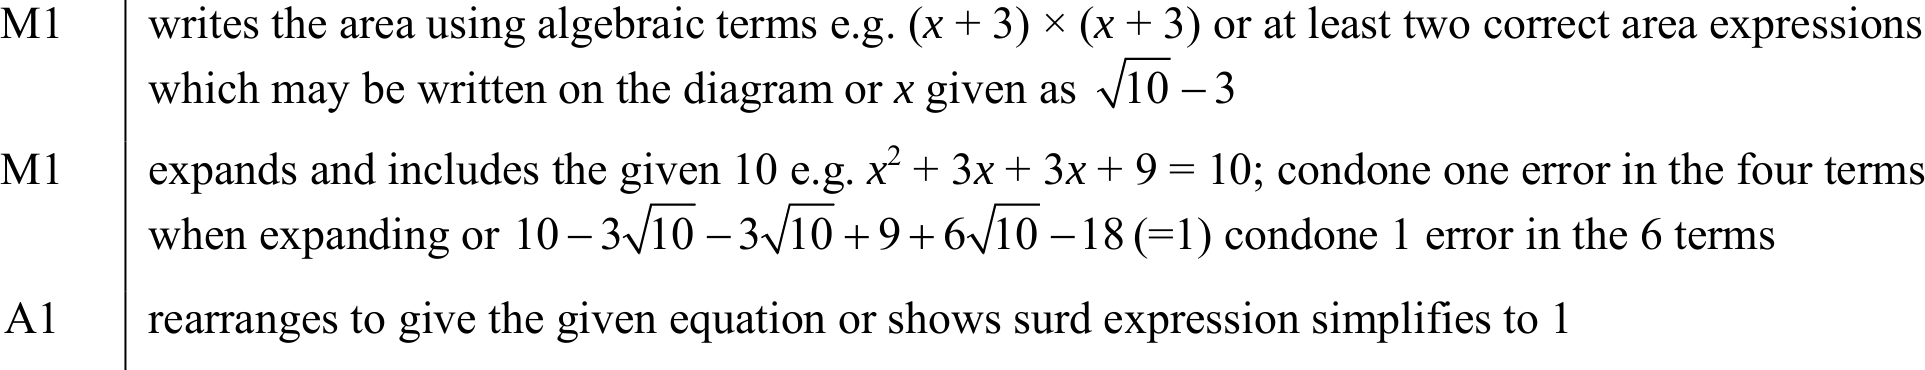 M1 writes the area using algebraic terms e.g. (x + 3) × (x + 3) or at least two correct area expressions
which may be written on the diagram or x given as √10 – 3
M1 expands and includes the given 10 e.g. x² + 3x + 3x + 9 = 10; condone one error in the four terms
when expanding or 10 – 3√10 – 3√10 + 9 + 6√10 – 18 (=1) condone 1 error in the 6 terms
A1 rearranges to give the given equation or shows surd expression simplifies to 1